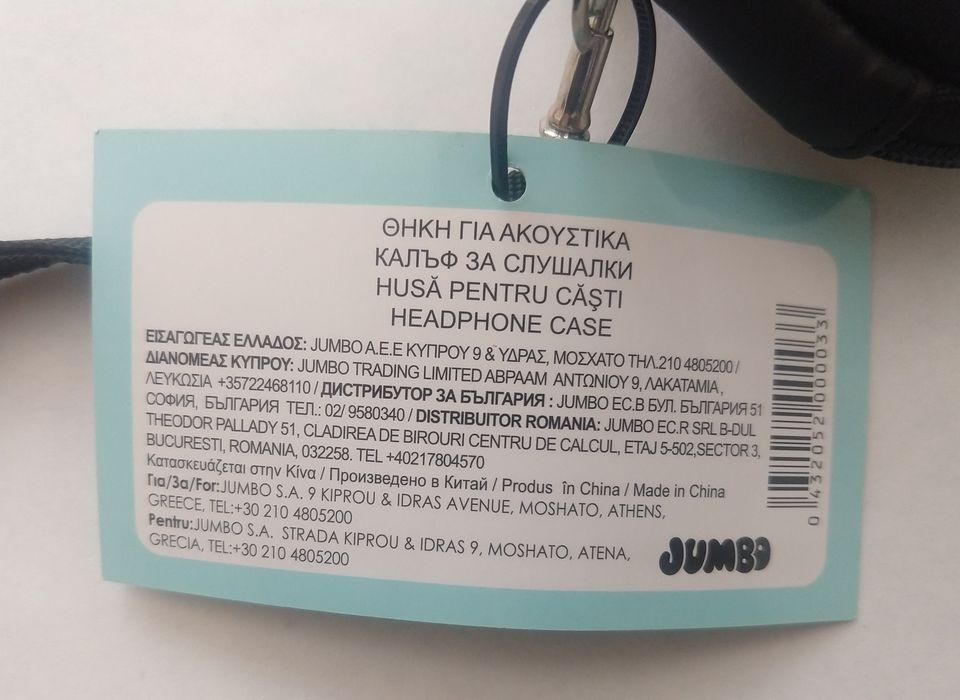 ΘΗΚΗ ΓΙΑ ΑΚΟΥΣΤΙΚΑ
КАЛЪФ ЗА СЛУШАЛКИ
HUSĂ PENTRU CĂŞTI
HEADPHONE CASE
ΕΙΣΑΓΩΓΕΑΣ ΕΛΛΑΔΟΣ: JUMBO A.E.E ΚΥΠΡΟΥ 9 & ΥΔΡΑΣ, ΜΟΣΧΑΤΟ ΤΗΛ.210 4805200 /
ΔΙΑΝΟΜΕΑΣ ΚΥΠΡΟΥ: JUMBO TRADING LIMITED ΑΒΡΑΑΜ ΑΝΤΩΝΙΟΥ 9, ΛΑΚΑΤΑΜΙΑ,
ΛΕΥΚΩΣΙΑ +35722468110 / ДИСТРИБУТОР ЗА БЪЛГАРИЯ : JUMBO EC.B БУЛ. БЪЛГАРИЯ 51
СОФИЯ, БЪЛГАРИЯ ТЕЛ.: 02/ 9580340 / DISTRIBUITOR ROMANIA: JUMBO EC.R SRL B-DUL
THEODOR PALLADY 51, CLADIREA DE BIROURI CENTRU DE CALCUL, ETAJ 5-502,SECTOR 3,
BUCURESTI, ROMANIA, 032258. TEL +40217804570
Κατασκευάζεται στην Κίνα / Произведено в Китай / Produs în China / Made in China
Για/За/For:JUMBO S.A. 9 KIPROU & IDRAS AVENUE, MOSHATO, ATHENS,
GREECE, TEL:+30 210 4805200
Pentru:JUMBO S.A. STRADA KIPROU & IDRAS 9, MOSHATO, ATENA,
GRECIA, TEL:+30 210 4805200
JUMBO
0 432052 000033